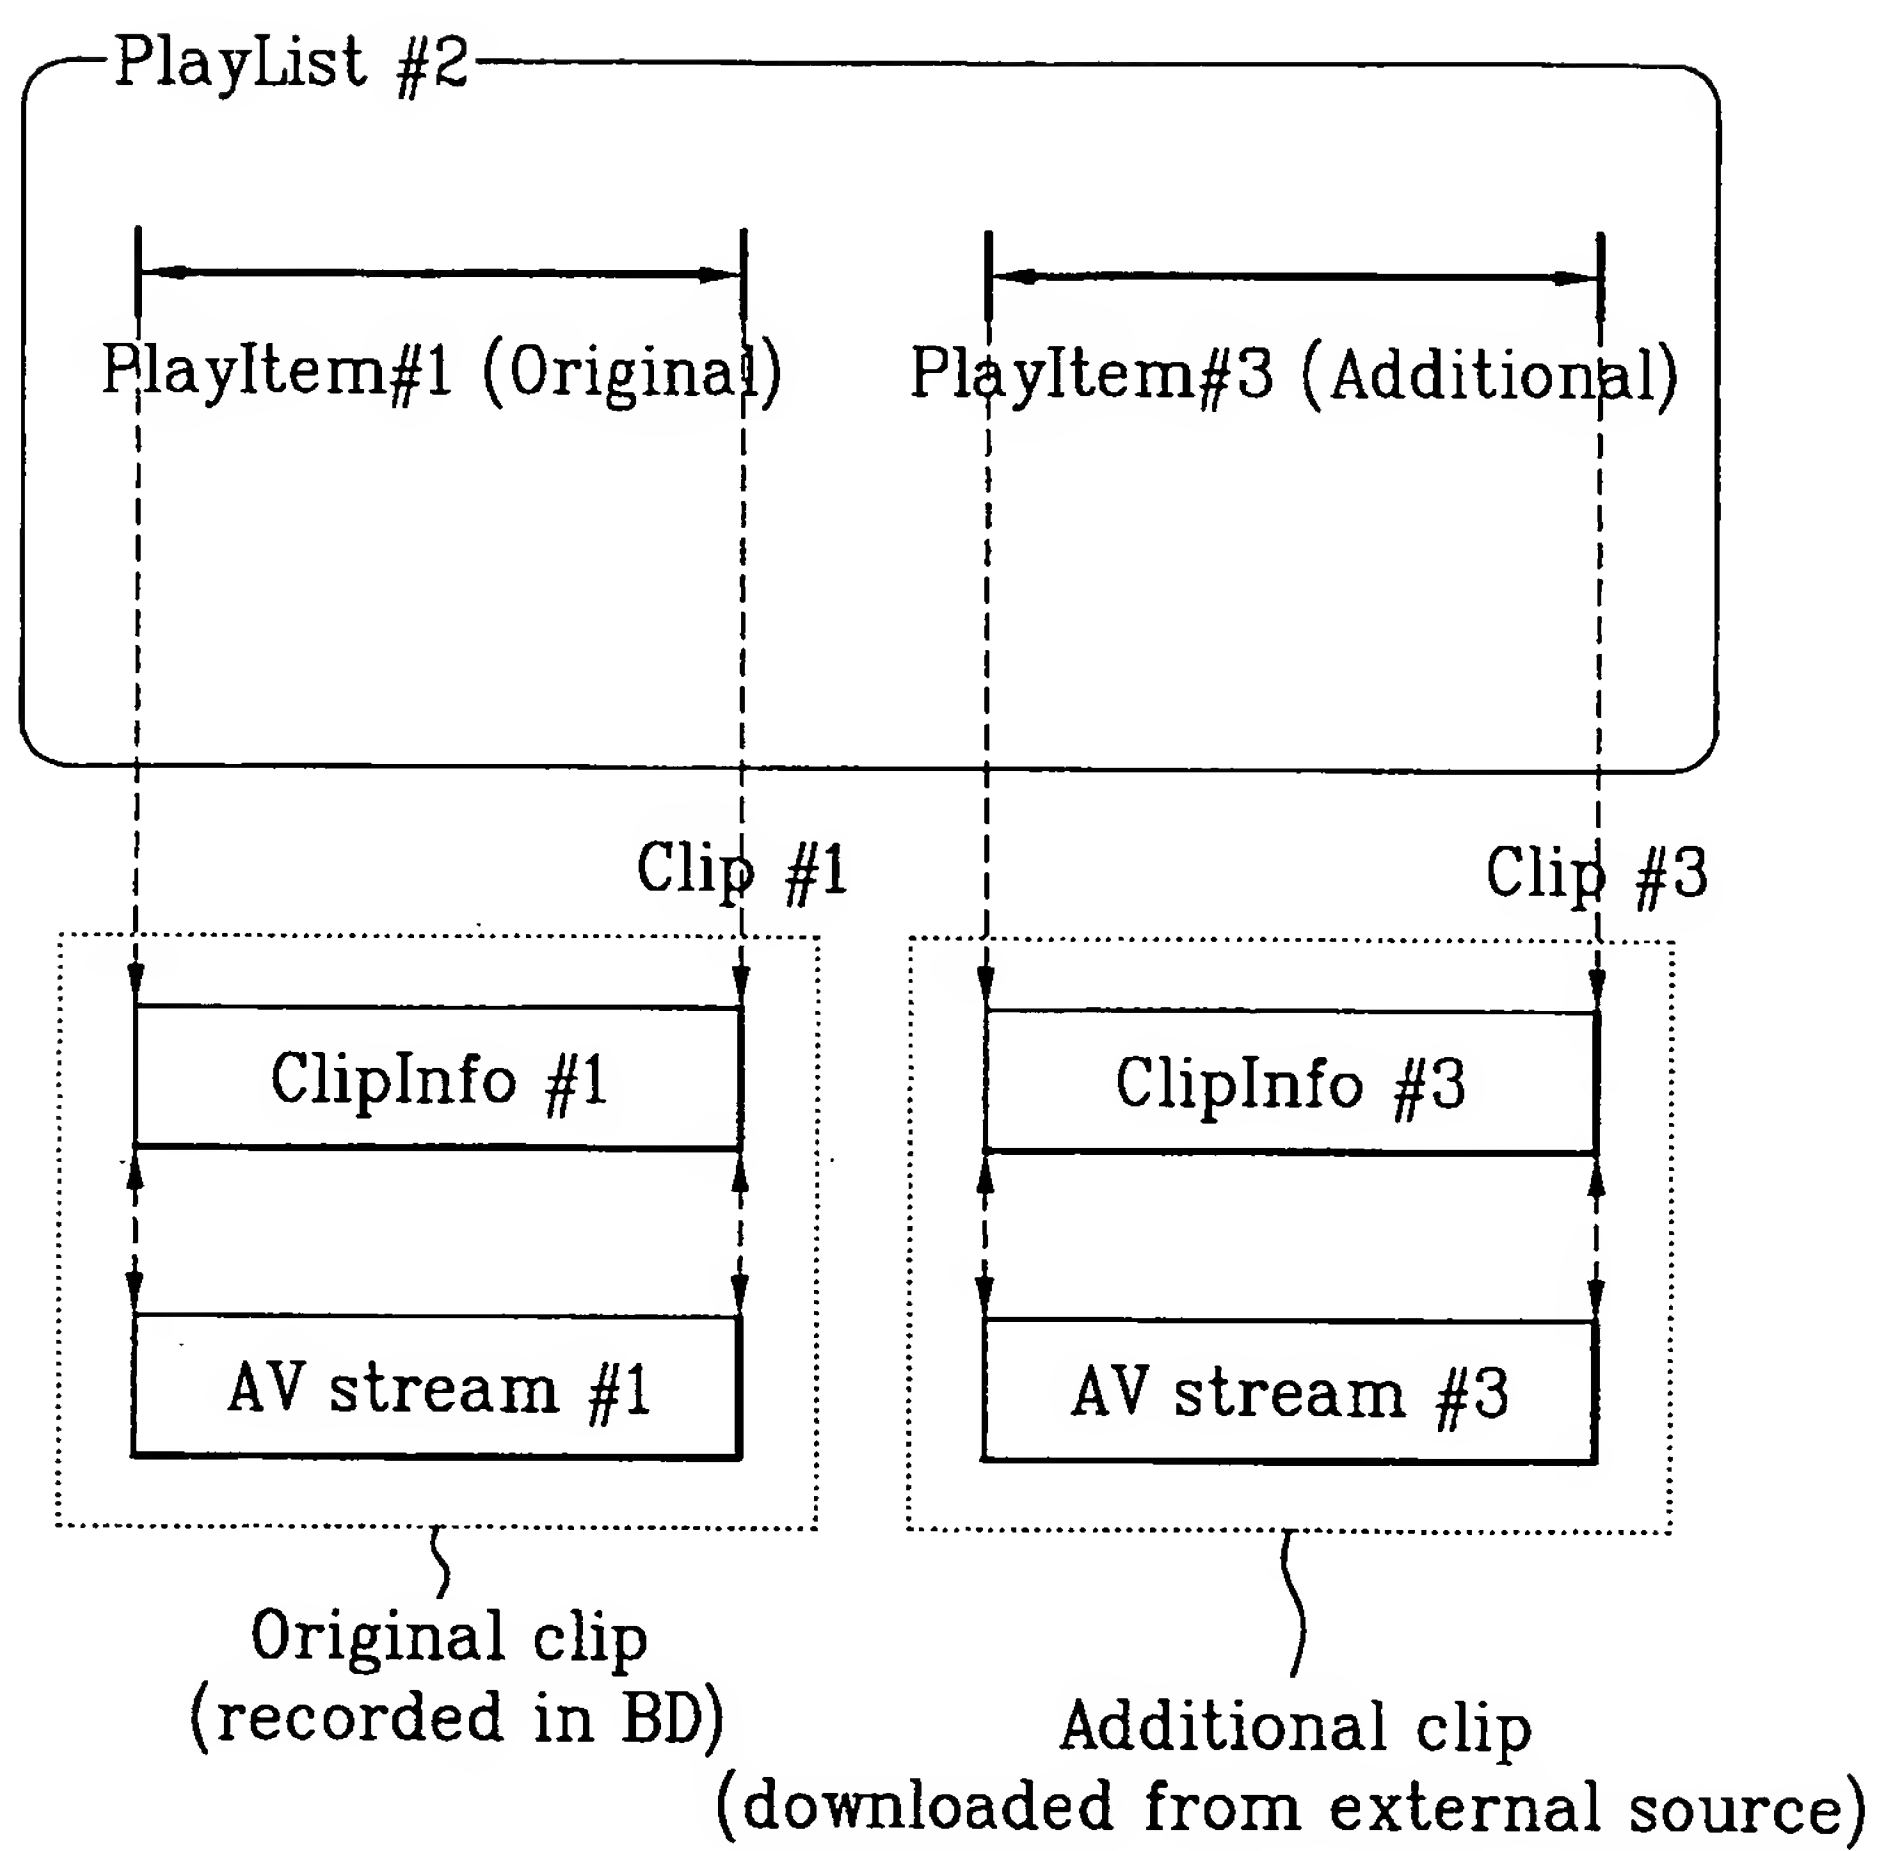 PlayList #2
PlayItem#1 (Original)
PlayItem#3 (Additional)
Clip #1
Clip #3
ClipInfo #1
ClipInfo #3
AV stream #1
AV stream #3
Original clip
(recorded in BD)
Additional clip
(downloaded from external source)